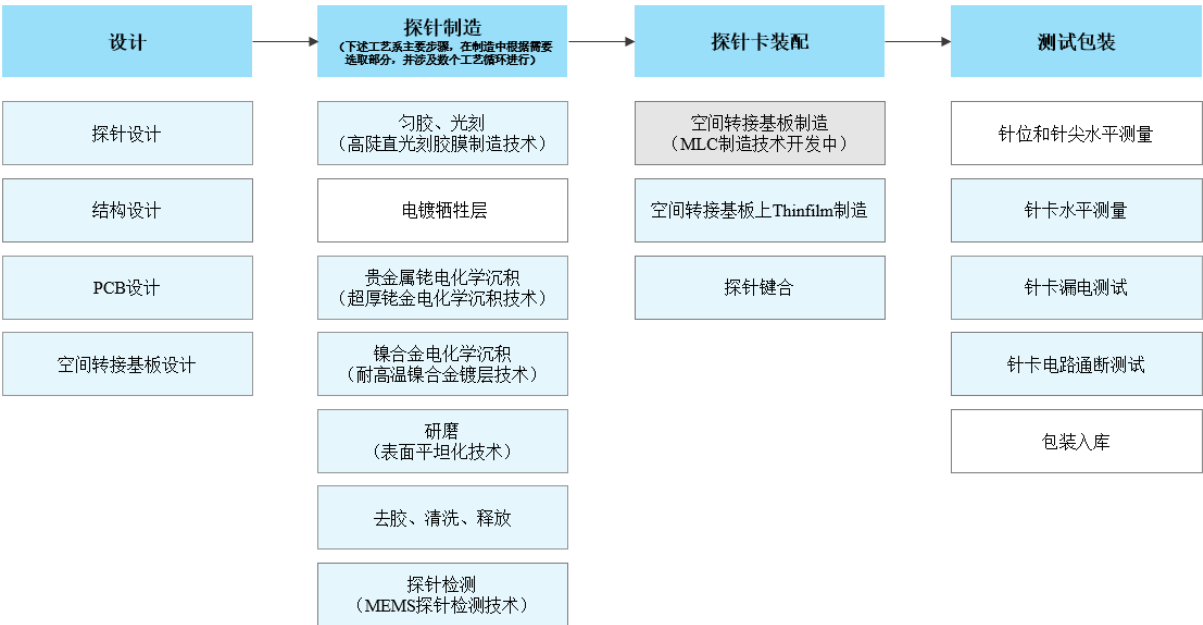 设计
探针制造
（下述工艺系主要步骤，在制造中根据需要
选取部分，并涉及数个工艺循环进行）
探针卡装配
测试包装
探针设计
结构设计
PCB设计
空间转接基板设计
匀胶、光刻
（高陡直光刻胶膜制造技术）
电镀牺牲层
贵金属铑电化学沉积
（超厚铑金电化学沉积技术）
镍合金电化学沉积
（耐高温镍合金镀层技术）
研磨
（表面平坦化技术）
去胶、清洗、释放
探针检测
（MEMS探针检测技术）
空间转接基板制造
（MLC制造技术开发中）
空间转接基板上Thinfilm制造
探针键合
针位和针尖水平测量
针卡水平测量
针卡漏电测试
针卡电路通断测试
包装入库